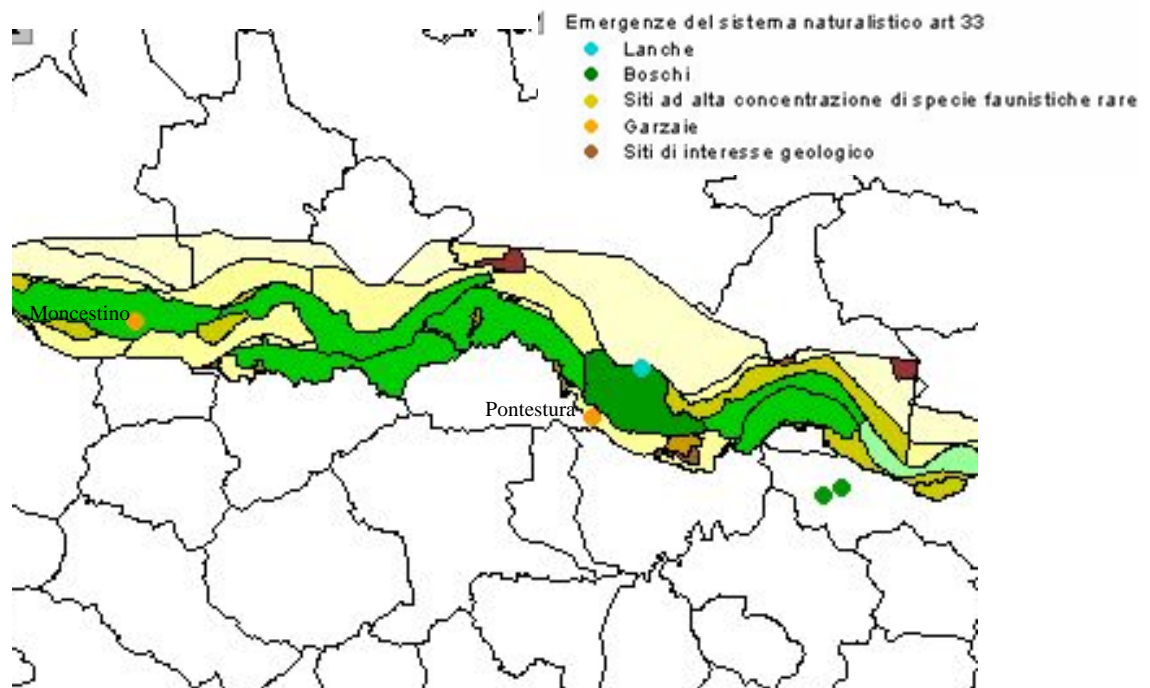 Emergenze del sistema naturalistico art 33
Lanche
Boschi
Siti ad alta concentrazione di specie faunistiche rare
Garzaie
Siti di interesse geologico
Moncestino
Pontestura